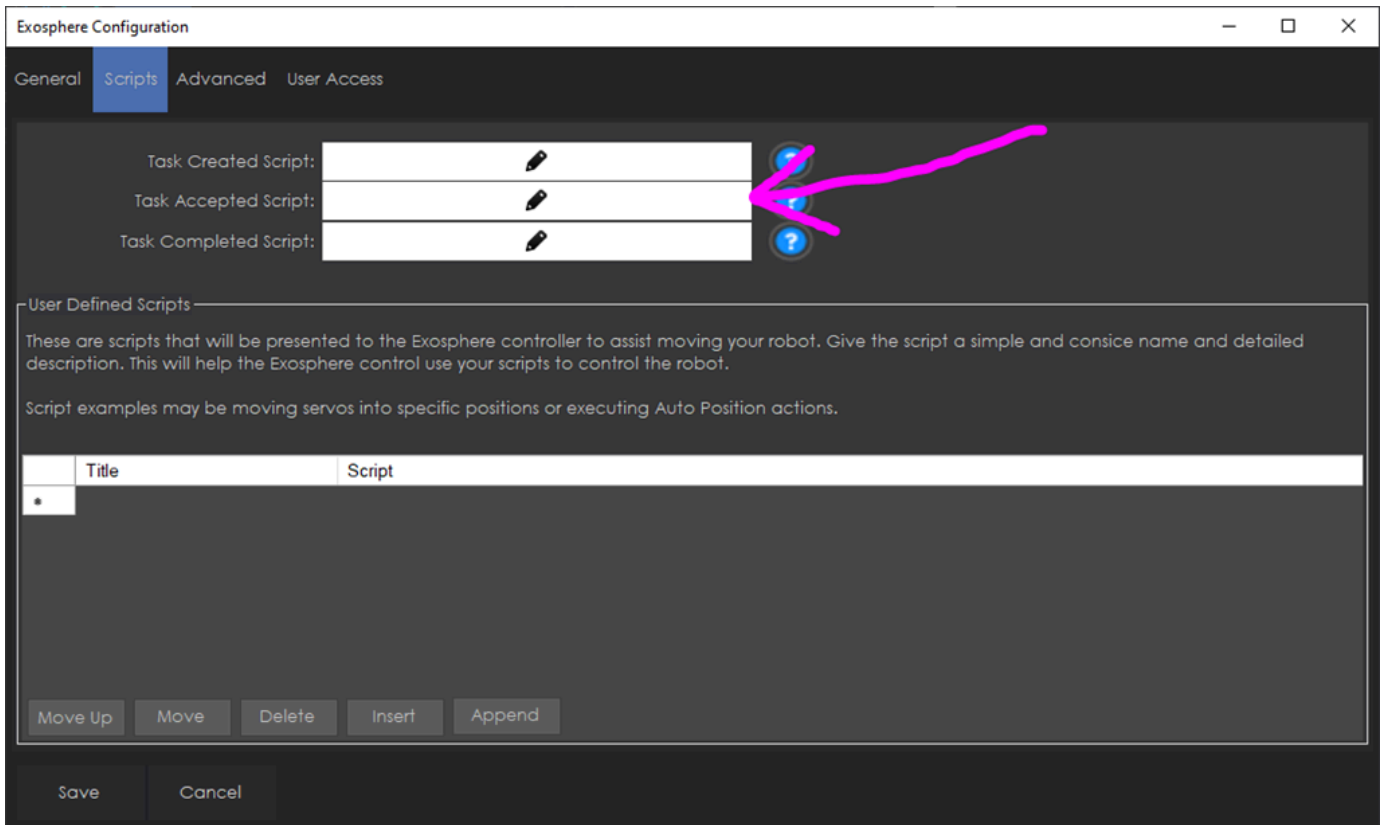 Exosphere Configuration
General Scripts Advanced User Access
Task Created Script: ?
Task Accepted Script: ?
Task Completed Script: ?
User Defined Scripts
These are scripts that will be presented to the Exosphere controller to assist moving your robot. Give the script a simple and consice name and detailed
description. This will help the Exosphere control use your scripts to control the robot.
Script examples may be moving servos into specific positions or executing Auto Position actions.
Title Script
*
Move Up Move Delete Insert Append
Save Cancel